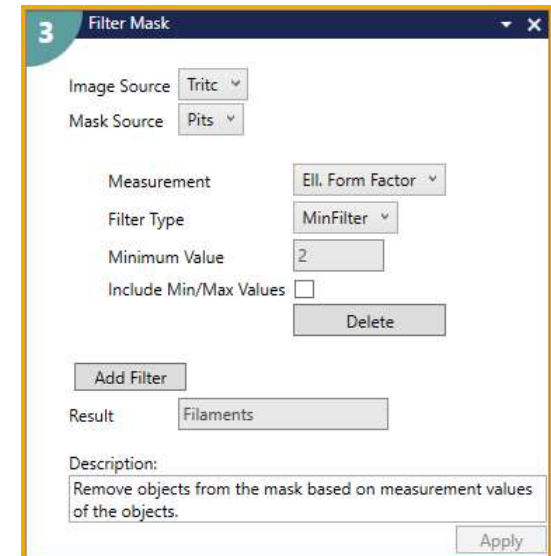 3
Filter Mask
Image Source Tritc
Mask Source Pits
Measurement Ell. Form Factor
Filter Type MinFilter
Minimum Value 2
Include Min/Max Values
Delete
Add Filter
Result Filaments
Description:
Remove objects from the mask based on measurement values
of the objects.
Apply